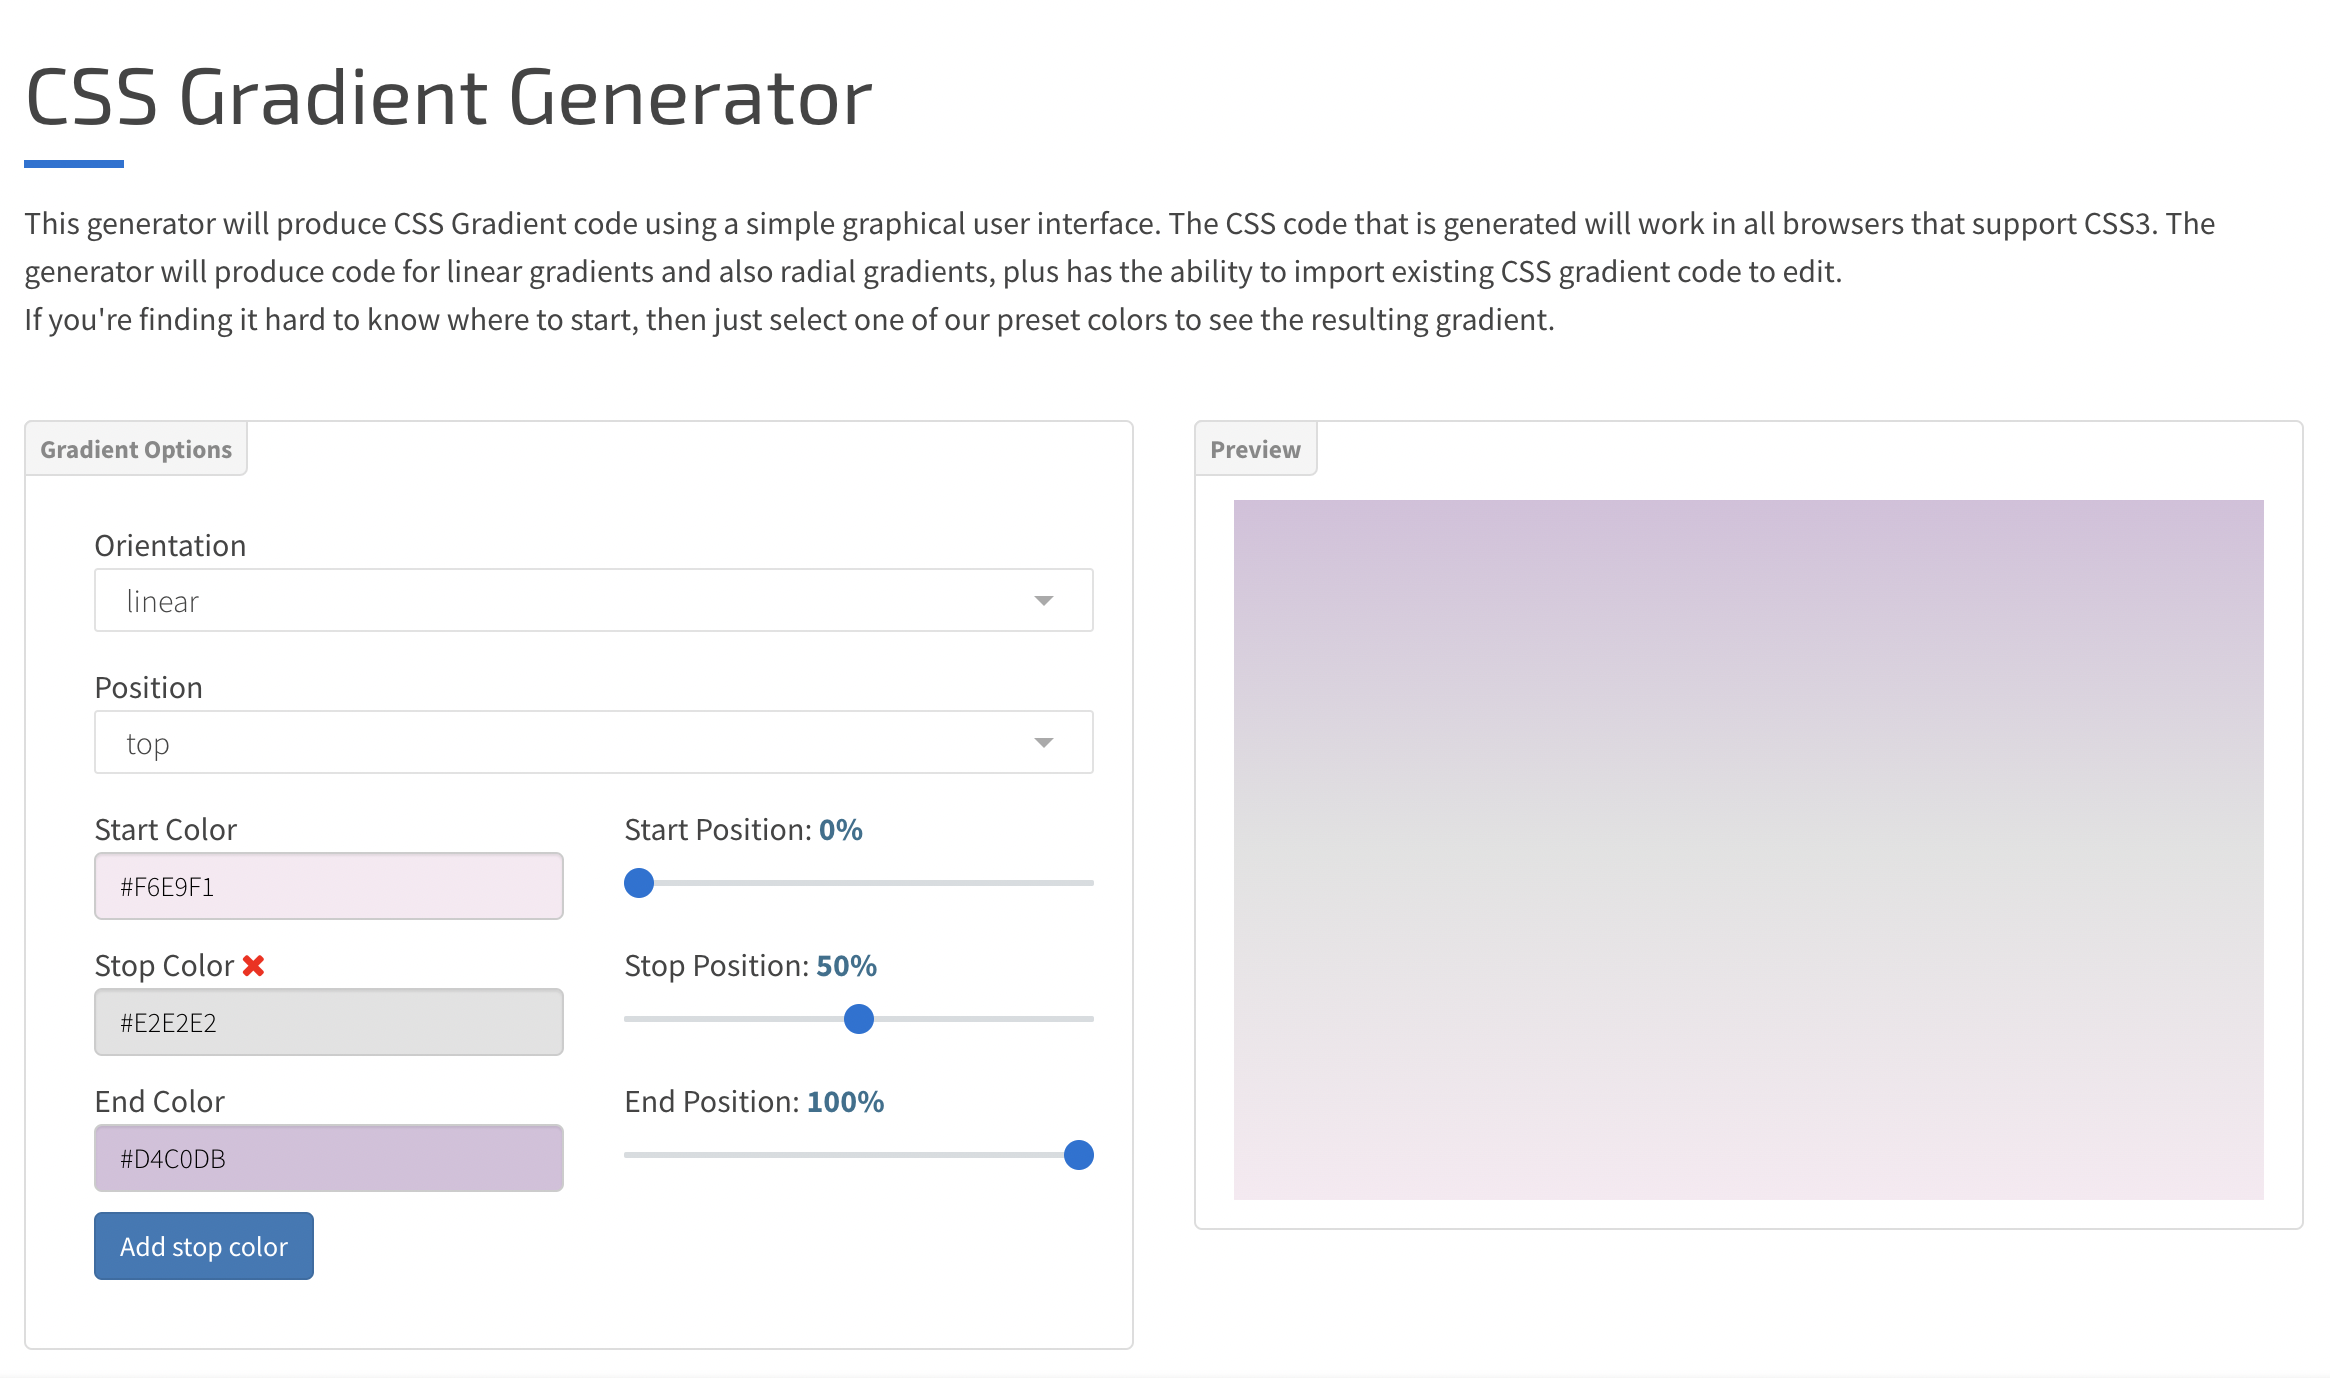 CSS Gradient Generator
This generator will produce CSS Gradient code using a simple graphical user interface. The CSS code that is generated will work in all browsers that support CSS3. The
generator will produce code for linear gradients and also radial gradients, plus has the ability to import existing CSS gradient code to edit.
If you're finding it hard to know where to start, then just select one of our preset colors to see the resulting gradient.
Gradient Options
Orientation
linear
Position
top
Start Color
Start Position: 0%
#F6E9F1
Stop Color
Stop Position: 50%
#E2E2E2
End Color
End Position: 100%
#D4C0DB
Add stop color
Preview